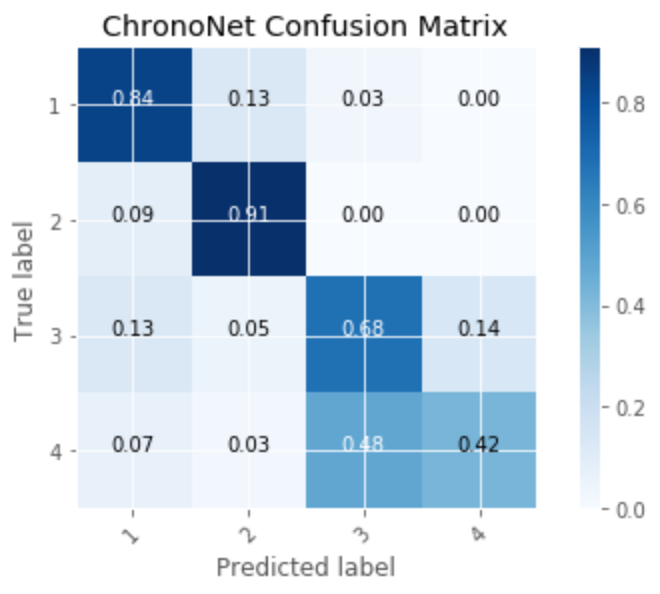 ChronoNet Confusion Matrix
1 0.84 0.13 0.03 0.00
2 0.09 0.91 0.00 0.00
3 0.13 0.05 0.68 0.14
4 0.07 0.03 0.48 0.42
1 2 3 4
True label
Predicted label
0.8
0.6
0.4
0.2
0.0